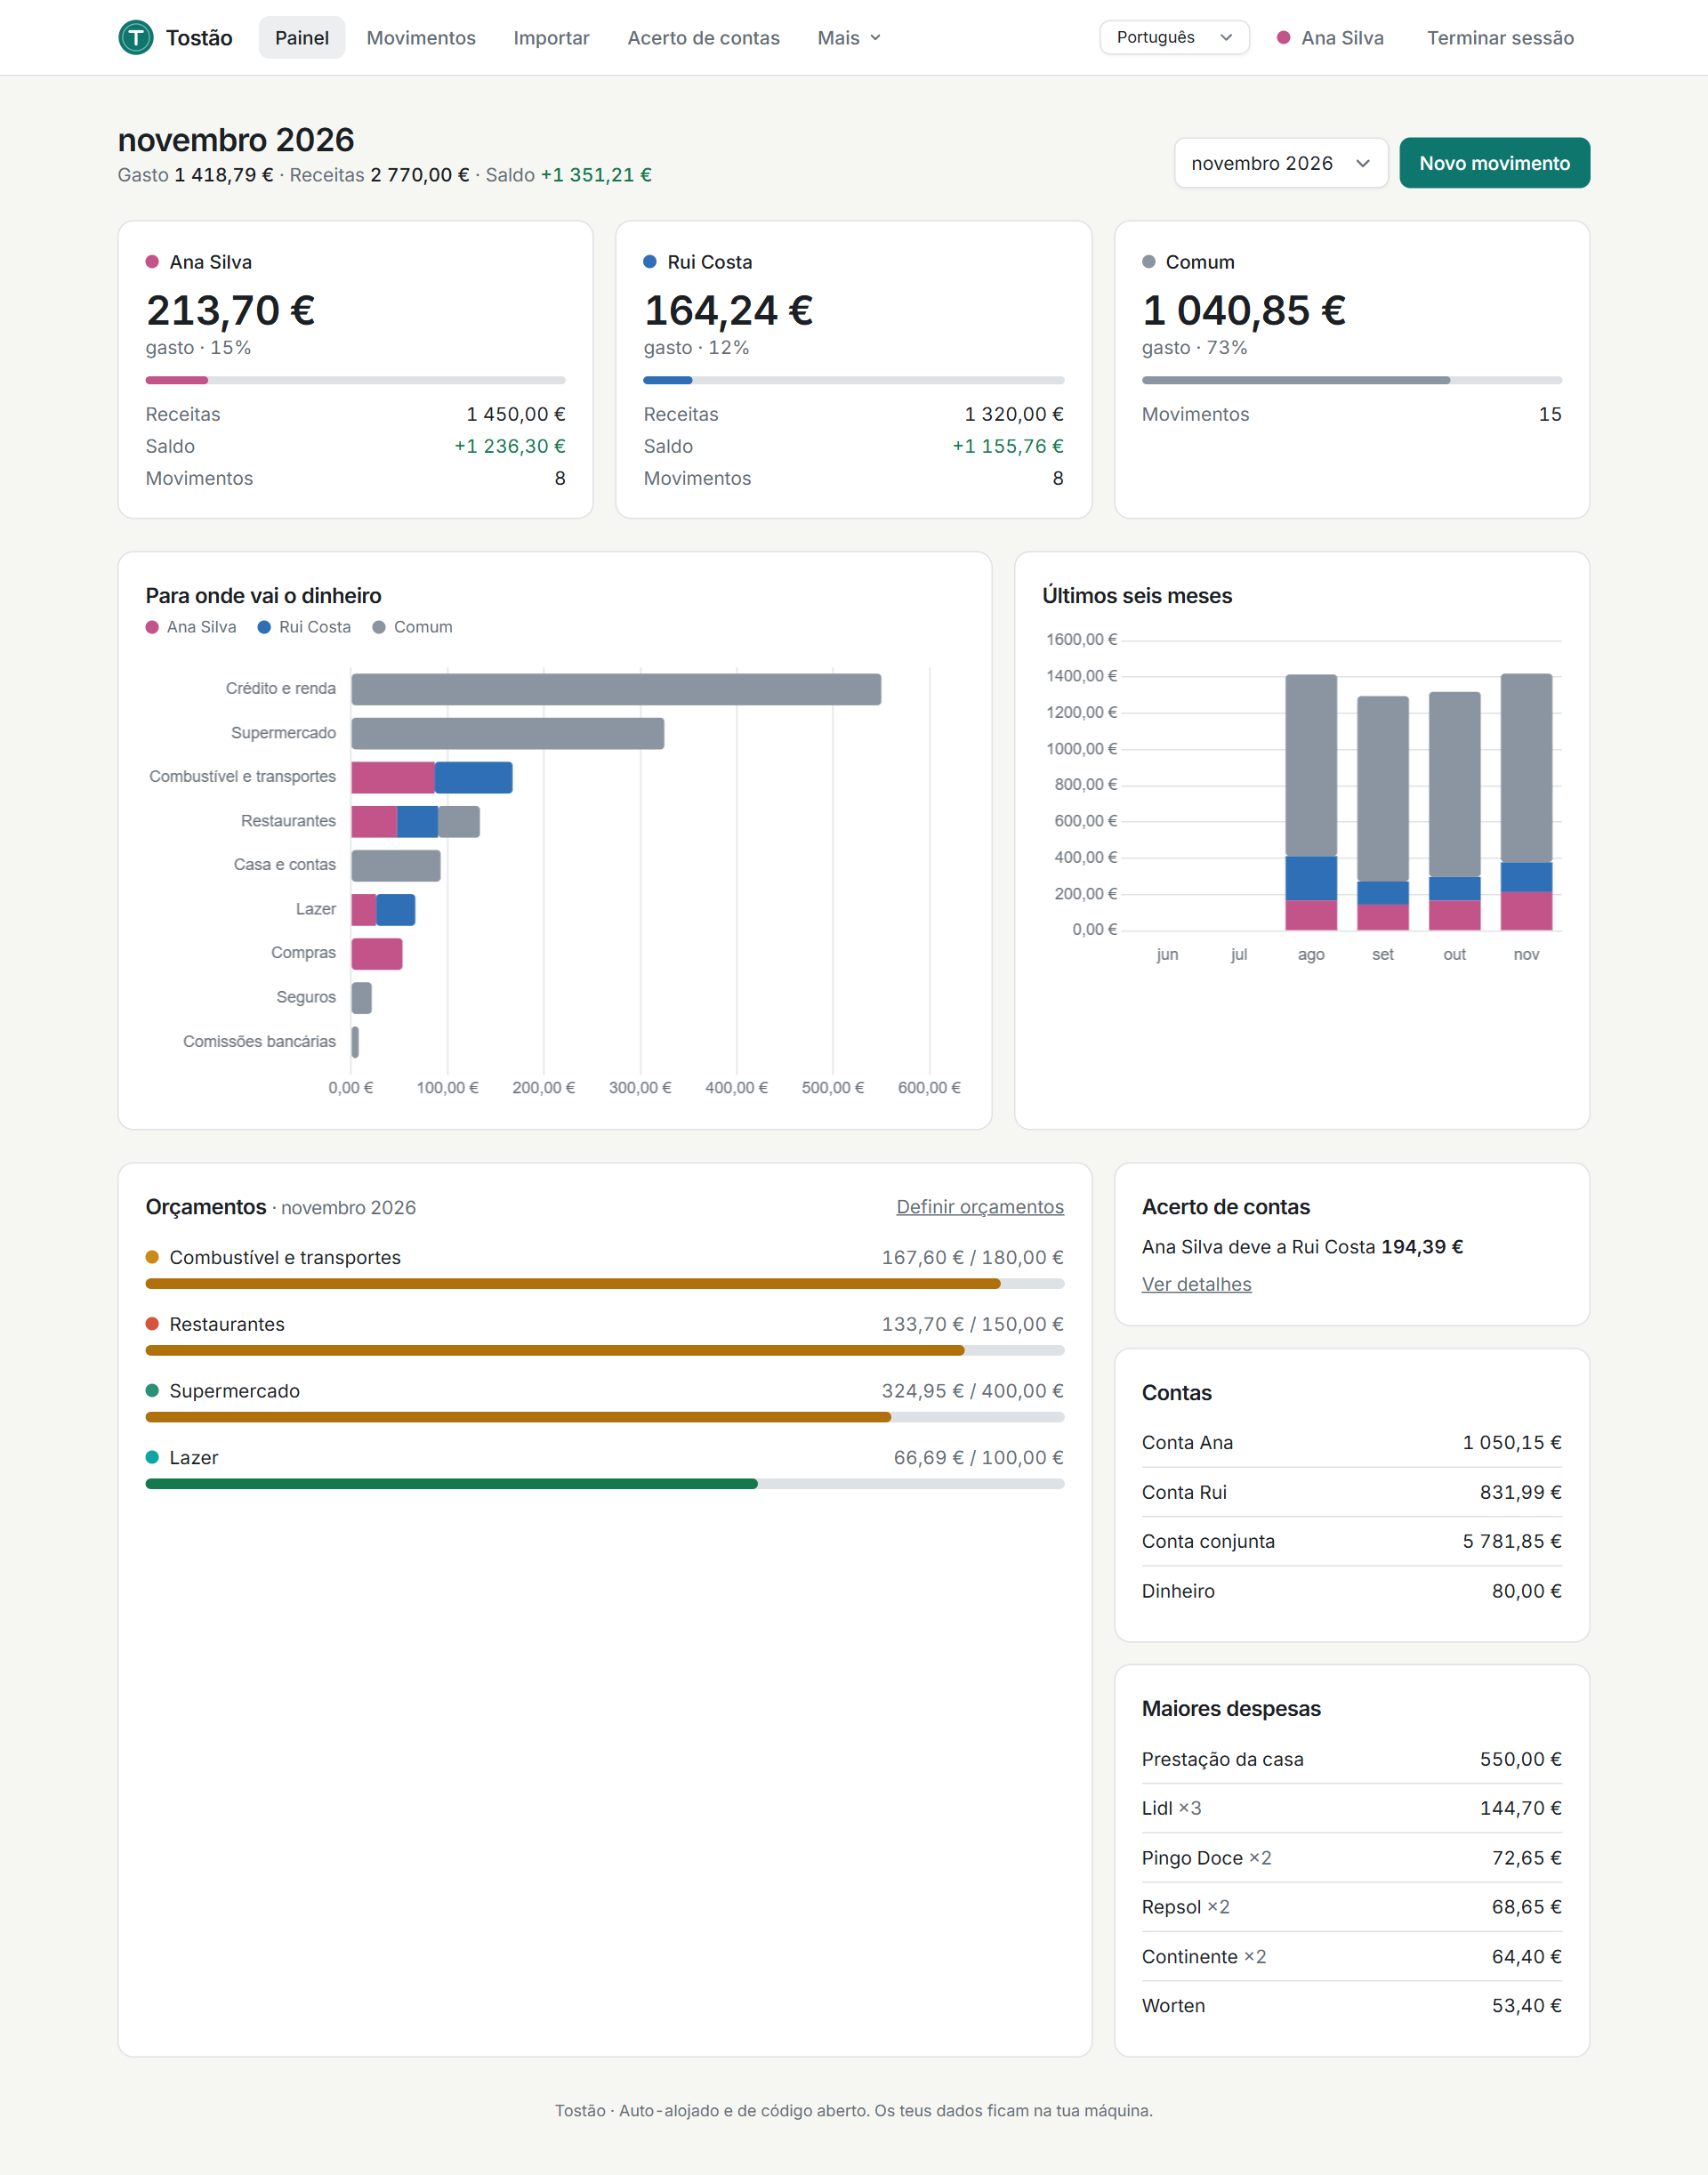 Tostão
Painel
Movimentos
Importar
Acerto de contas
Mais
Português
Ana Silva
Terminar sessão
novembro 2026
Gasto 1 418,79 € · Receitas 2 770,00 € · Saldo +1 351,21 €
novembro 2026
Novo movimento
Ana Silva
213,70 €
gasto · 15%
Receitas 1 450,00 €
Saldo +1 236,30 €
Movimentos 8
Rui Costa
164,24 €
gasto · 12%
Receitas 1 320,00 €
Saldo +1 155,76 €
Movimentos 8
Comum
1 040,85 €
gasto · 73%
Movimentos 15
Para onde vai o dinheiro
Ana Silva Rui Costa Comum
Crédito e renda
Supermercado
Combustível e transportes
Restaurantes
Casa e contas
Lazer
Compras
Seguros
Comissões bancárias
0,00 € 100,00 € 200,00 € 300,00 € 400,00 € 500,00 € 600,00 €
Últimos seis meses
1600,00 €
1400,00 €
1200,00 €
1000,00 €
800,00 €
600,00 €
400,00 €
200,00 €
0,00 €
jun jul ago set out nov
Orçamentos · novembro 2026
Definir orçamentos
Combustível e transportes 167,60 € / 180,00 €
Restaurantes 133,70 € / 150,00 €
Supermercado 324,95 € / 400,00 €
Lazer 66,69 € / 100,00 €
Acerto de contas
Ana Silva deve a Rui Costa 194,39 €
Ver detalhes
Contas
Conta Ana 1 050,15 €
Conta Rui 831,99 €
Conta conjunta 5 781,85 €
Dinheiro 80,00 €
Maiores despesas
Prestação da casa 550,00 €
Lidl ×3 144,70 €
Pingo Doce ×2 72,65 €
Repsol ×2 68,65 €
Continente ×2 64,40 €
Worten 53,40 €
Tostão · Auto-alojado e de código aberto. Os teus dados ficam na tua máquina.